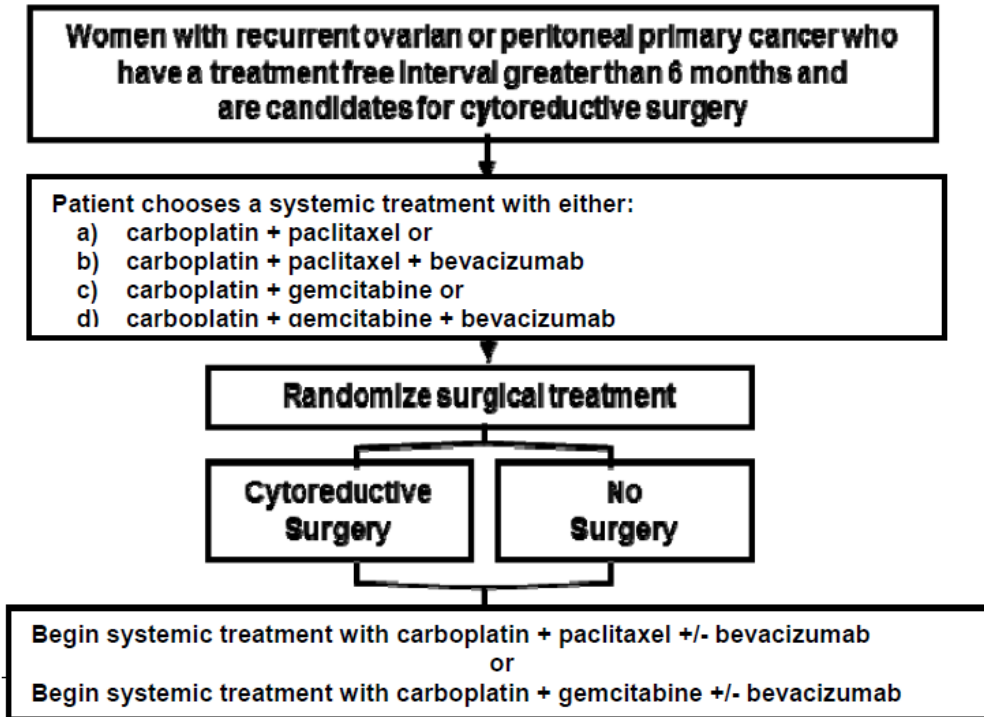 Women with recurrent ovarian or peritoneal primary cancer who
have a treatment free interval greater than 6 months and
are candidates for cytoreductive surgery
Patient chooses a systemic treatment with either:
a) carboplatin + paclitaxel or
b) carboplatin + paclitaxel + bevacizumab
c) carboplatin + gemcitabine or
d) carboplatin + gemcitabine + bevacizumab
Randomize surgical treatment
Cytoreductive
Surgery
No
Surgery
Begin systemic treatment with carboplatin + paclitaxel +/- bevacizumab
or
Begin systemic treatment with carboplatin + gemcitabine +/- bevacizumab